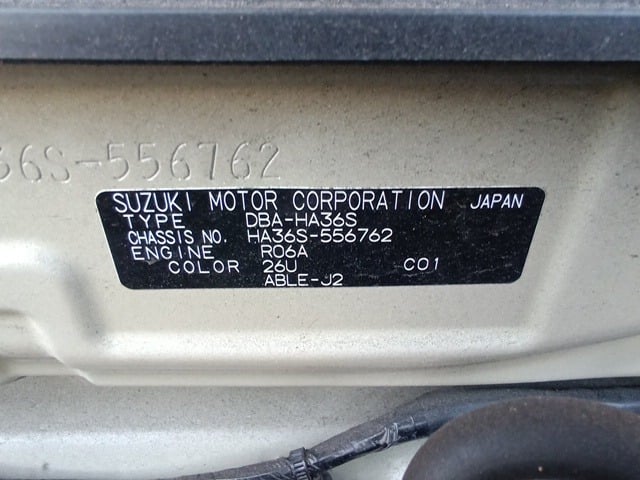 36S-556762
SUZUKI MOTOR CORPORATION JAPAN
TYPE DBA-HA36S
CHASSIS NO. HA36S-556762
ENGINE R06A
COLOR 26U C01
ABLE-J2